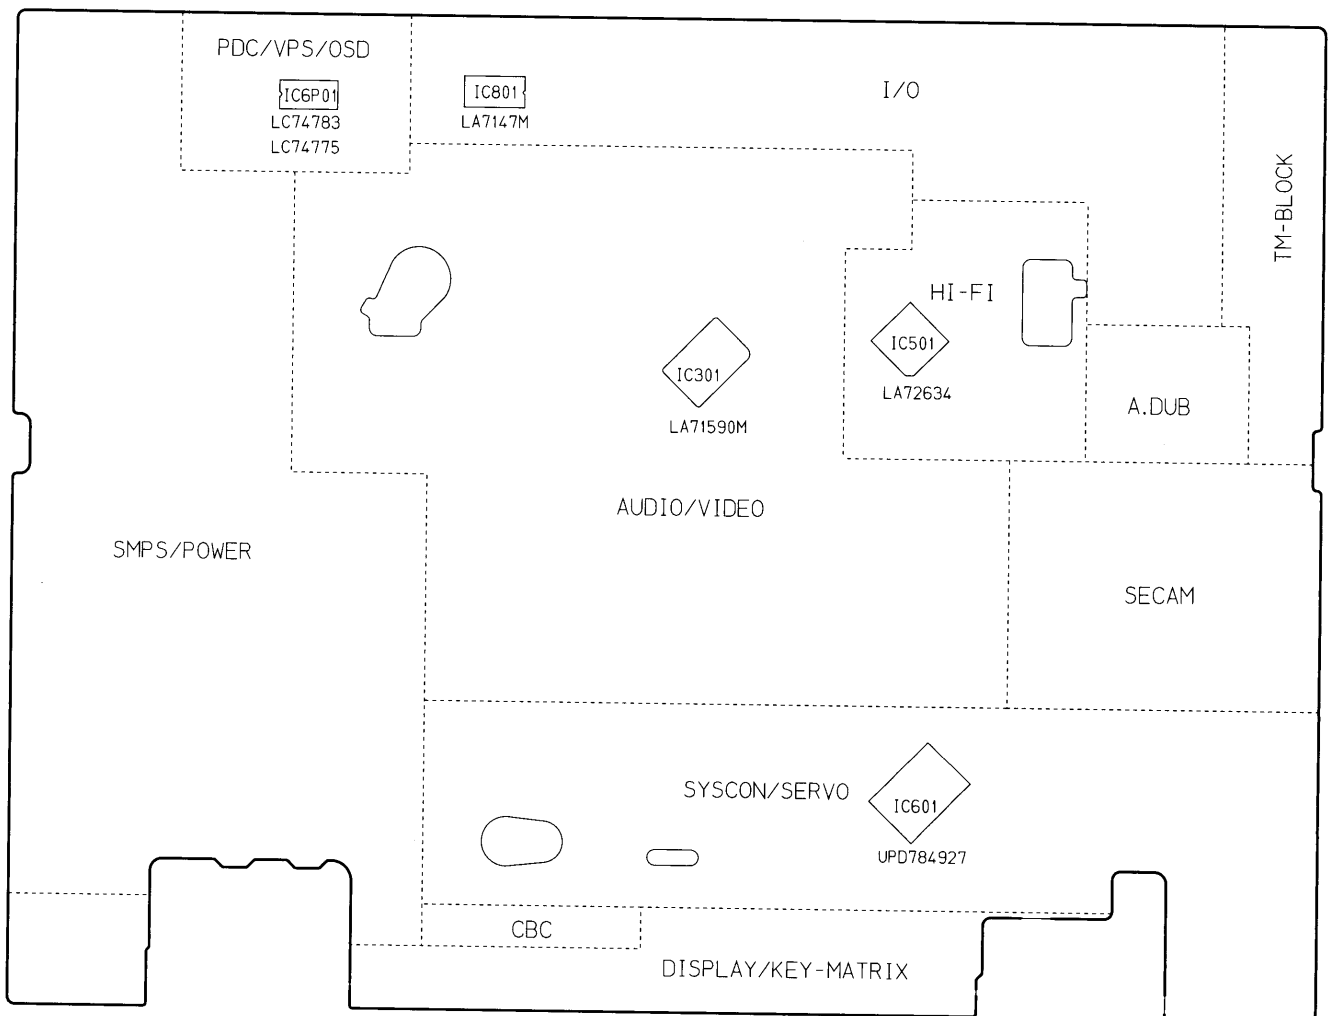 PDC/VPS/OSD
IC6P01
LC74783
LC74775
IC801
LA7147M
I/O
TM-BLOCK
HI-FI
IC501
LA72634
IC301
LA71590M
A.DUB
AUDIO/VIDEO
SMPS/POWER
SECAM
SYSCON/SERVO
IC601
UPD784927
CBC
DISPLAY/KEY-MATRIX